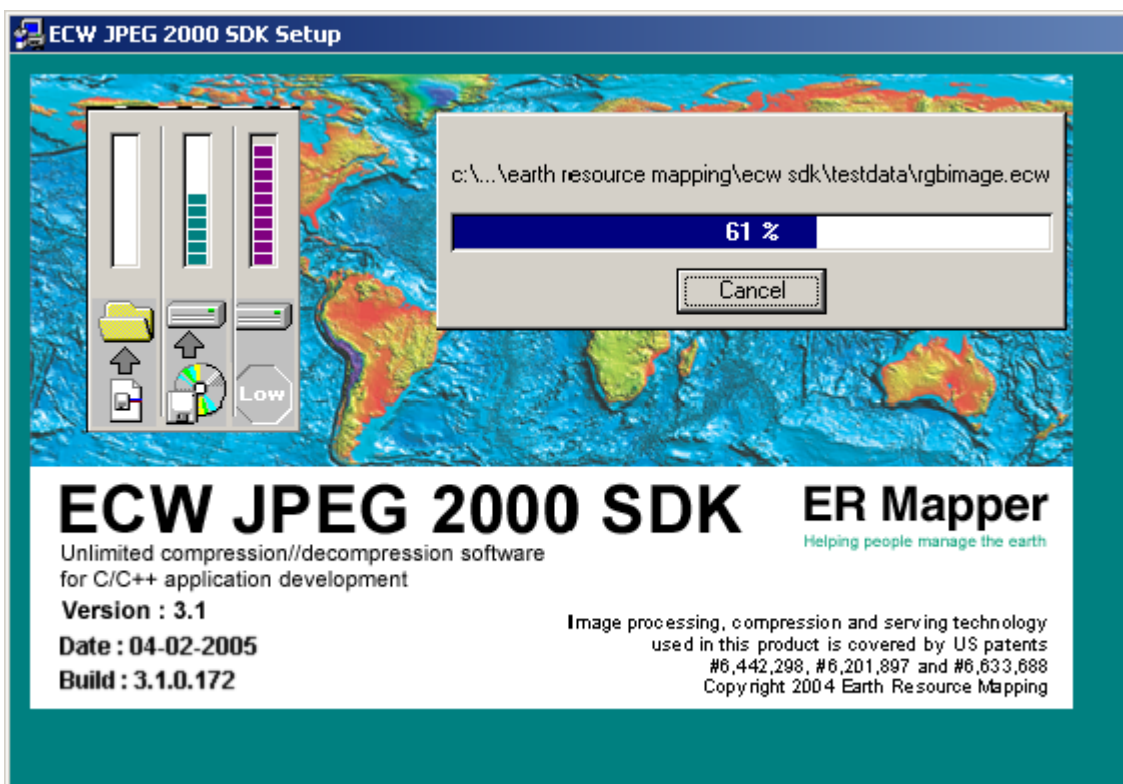 ECW JPEG 2000 SDK Setup
c:\...\earth resource mapping\ecw sdk\testdata\rgbimage.ecw
61 %
Cancel
Low
ECW JPEG 2000 SDK
Unlimited compression//decompression software
for C/C++ application development
Version : 3.1
Date : 04-02-2005
Build : 3.1.0.172
ER Mapper
Helping people manage the earth
Image processing, compression and serving technology
used in this product is covered by US patents
#6,442,298, #6,201,897 and #6,633,688
Copyright 2004 Earth Resource Mapping